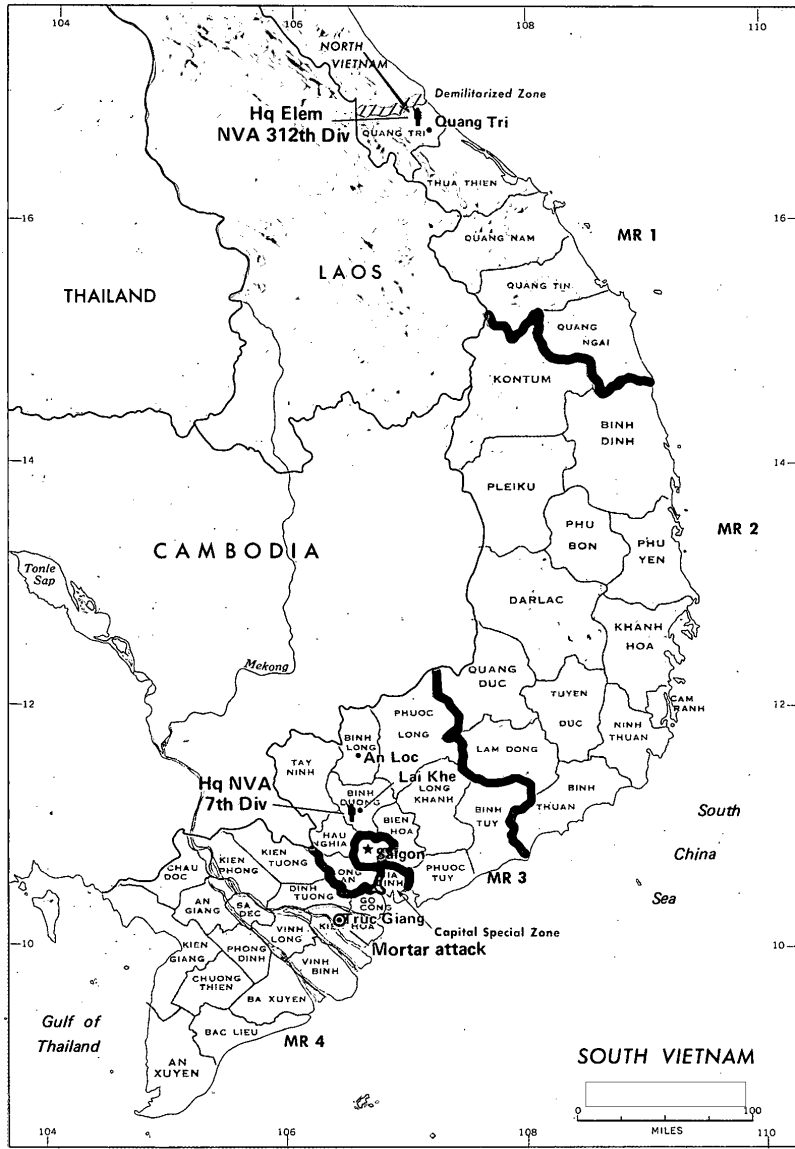 104
106
108
110
NORTH
VIETNAM
Demilitarized Zone
Hq Elem
NVA 312th Div
QUANG TRI
Quang Tri
THUA THIEN
16
16
QUANG NAM
MR 1
LAOS
THAILAND
QUANG TIN
QUANG
NGAI
KONTUM
BINH
DINH
14
14
PLEIKU
PHU
BON
PHU
YEN
MR 2
CAMBODIA
Tonle
Sap
DARLAC
KHANH
HOA
Mekong
QUANG
DUC
TUYEN
DUC
CAM
RANH
NINH
THUAN
12
12
PHUOC
LONG
BINH
LONG
An Loc
LAM DONG
TAY
NINH
Lai Khe
Hq NVA
7th Div
BINH
DUONG
LONG
KHANH
BINH
TUY
BINH
THUAN
BIEN
HOA
HAU
NGHIA
Saigon
South
China
Sea
MR 3
PHUOC
TUY
KIEN
TUONG
KIEN
PHONG
CHAU
DOC
LONG
AN
GIA
DINH
DINH
TUONG
GO
CONG
AN
GIANG
SA
DEC
Truc Giang
KIEN HOA
Capital Special Zone
Mortar attack
10
10
VINH
LONG
VINH
BINH
KIEN
GIANG
PHONG
DINH
CHUONG
THIEN
BA XUYEN
BAC LIEU
MR 4
AN
XUYEN
Gulf of
Thailand
SOUTH VIETNAM
0
100
MILES
104
106
108
110